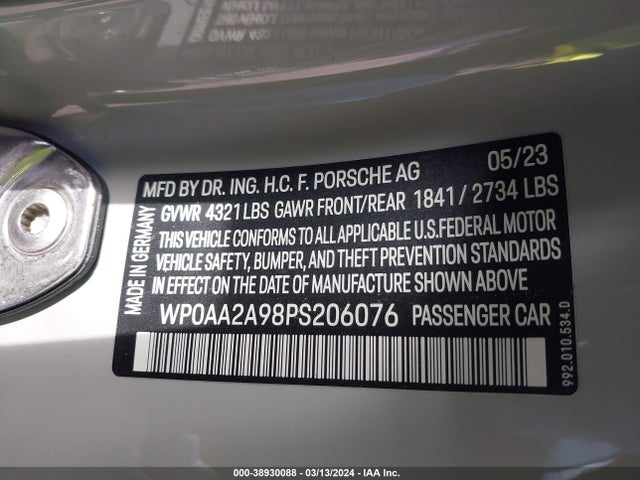 MFD BY DR. ING. H.C. F. PORSCHE AG 05/23
GVWR 4321 LBS GAWR FRONT/REAR 1841 / 2734 LBS
THIS VEHICLE CONFORMS TO ALL APPLICABLE U.S.FEDERAL MOTOR
VEHICLE SAFETY, BUMPER, AND THEFT PREVENTION STANDARDS
IN EFFECT ON THE DATE OF MANUFACTURE SHOWN ABOVE.
WP0AA2A98PS206076 PASSENGER CAR
MADE IN GERMANY
992.010.534.D
000-38930088 - 03/13/2024 - IAA Inc.